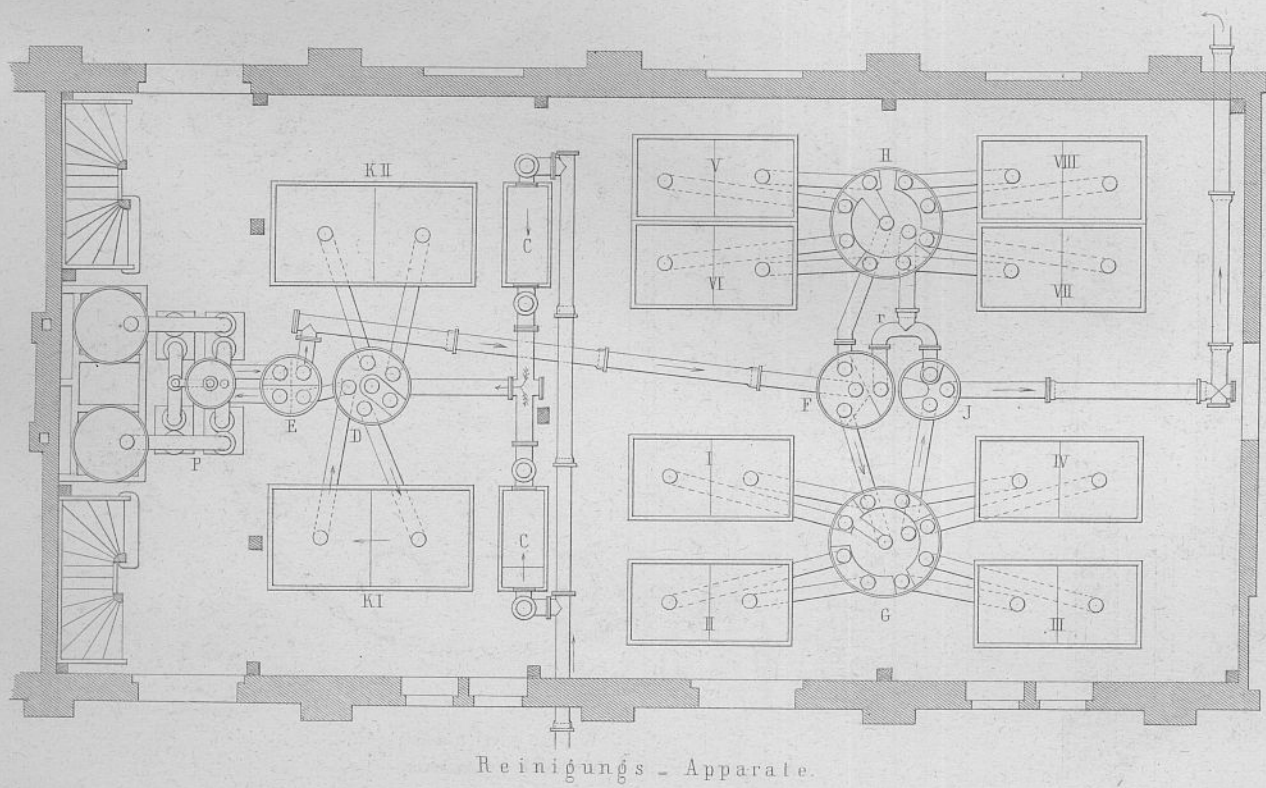 K II
C
V
H
VIII
VI
VII
r
E
D
F
J
P
I
IV
C
K I
II
G
III
Reinigungs - Apparate.